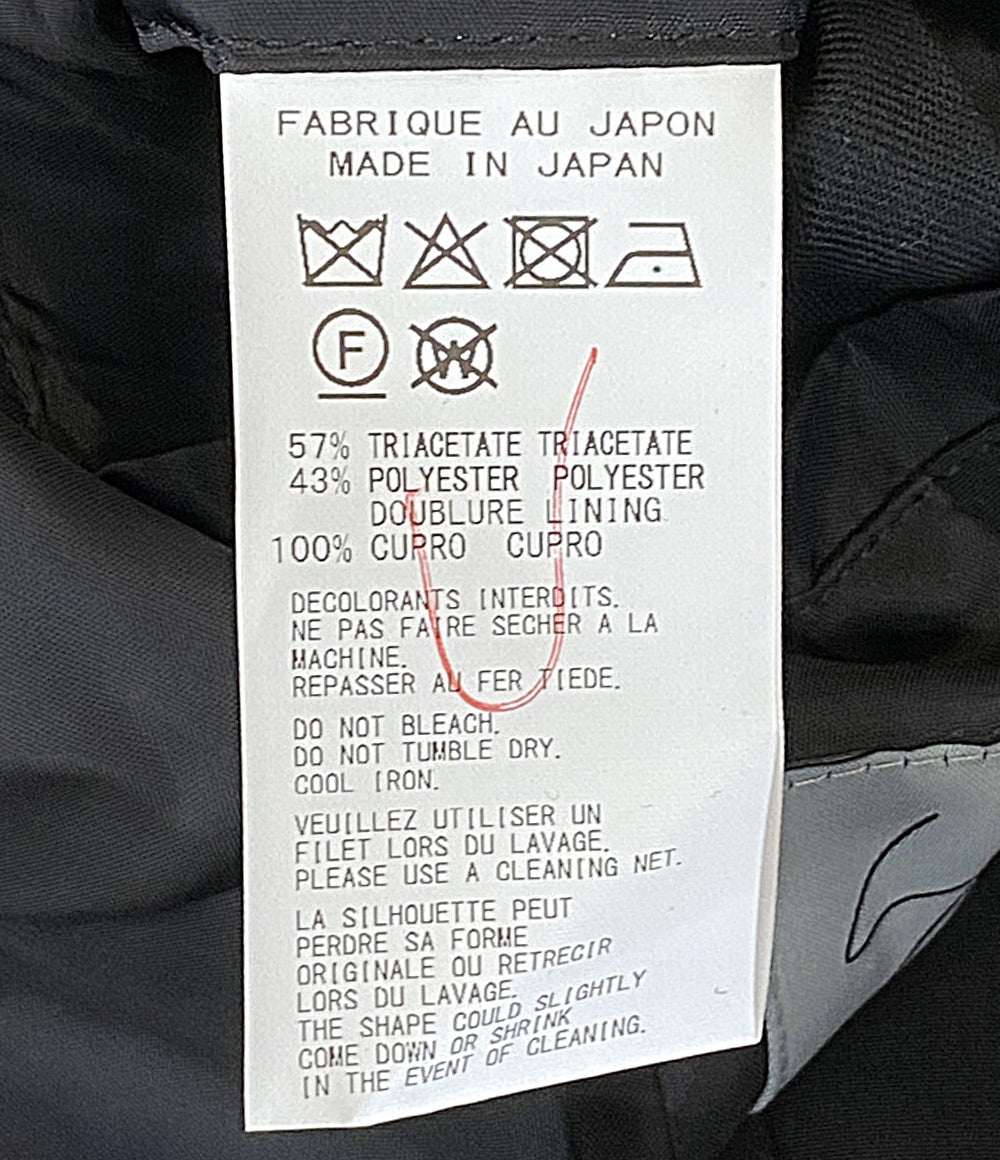 FABRIQUE AU JAPON
MADE IN JAPAN
F
W
57% TRIACETATE TRIACETATE
43% POLYESTER POLYESTER
DOUBLURE LINING
100% CUPRO CUPRO
DECOLORANTS INTERDITS.
NE PAS FAIRE SECHER A LA
MACHINE.
REPASSER AU FER TIEDE.
DO NOT BLEACH.
DO NOT TUMBLE DRY.
COOL IRON.
VEUILLEZ UTILISER UN
FILET LORS DU LAVAGE.
PLEASE USE A CLEANING NET.
LA SILHOUETTE PEUT
PERDRE SA FORME
ORIGINALE OU RETRECIR
LORS DU LAVAGE.
THE SHAPE COULD SLIGHTLY
COME DOWN OR SHRINK
IN THE EVENT OF CLEANING.